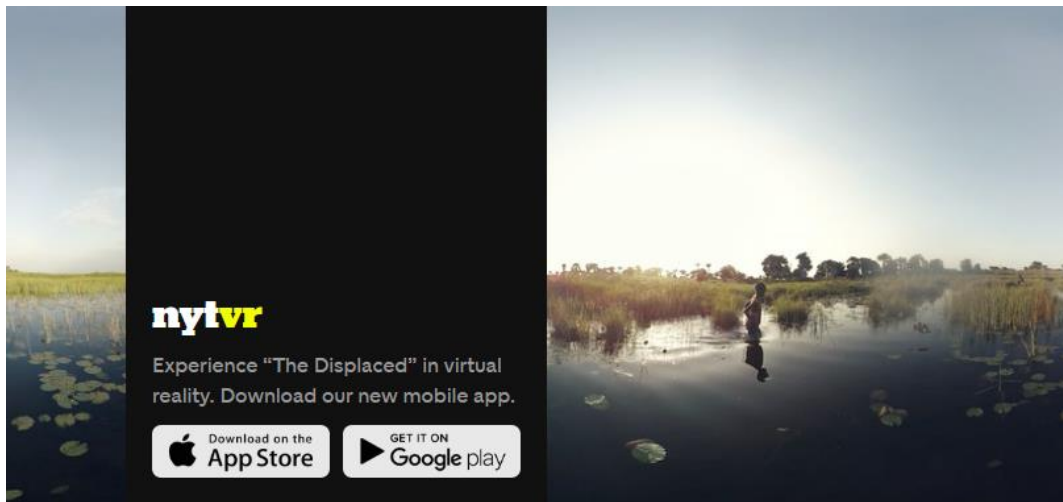 nytvr
Experience “The Displaced” in virtual
reality. Download our new mobile app.
Download on the
App Store
GET IT ON
Google play